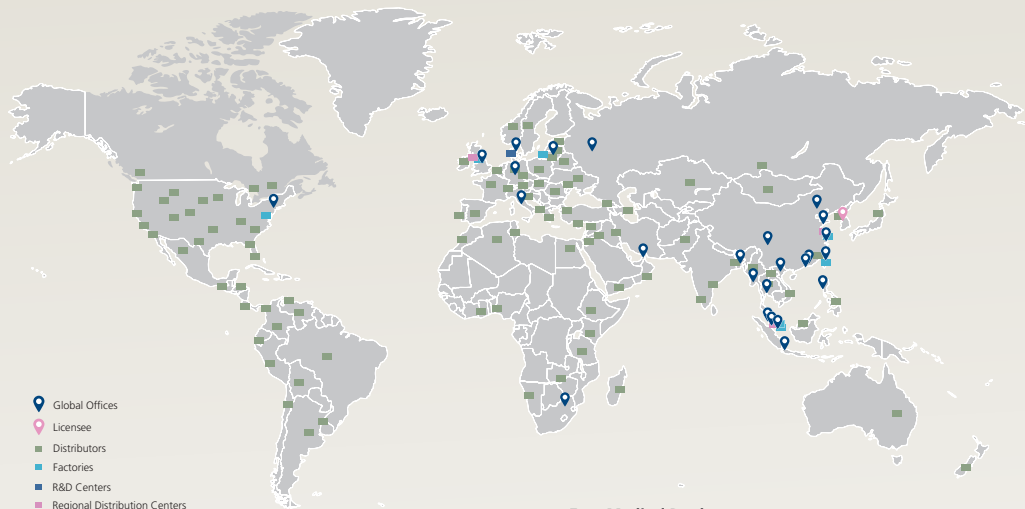 Global Offices
Licensee
Distributors
Factories
R&D Centers
Regional Distribution Centers